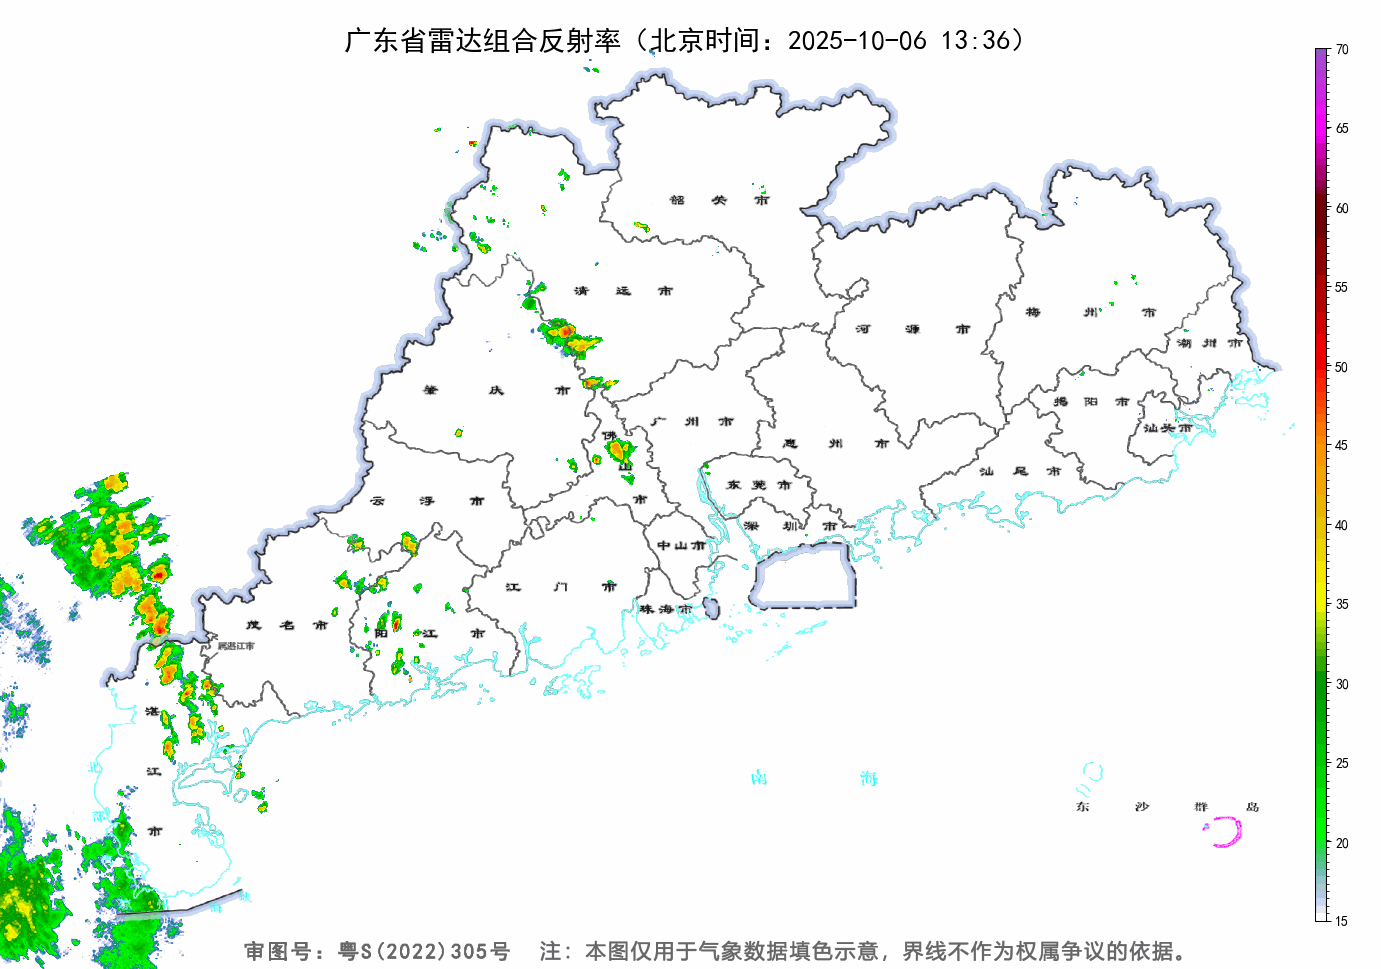 广东省雷达组合反射率（北京时间：2025-10-06 13:36）
70
65
60
55
50
45
40
35
30
25
20
15
韶关市
清远市
河源市
梅州市
潮州市
肇庆市
广州市
惠州市
揭阳市
汕头市
汕尾市
佛山市
东莞市
深圳市
云浮市
中山市
江门市
珠海市
茂名市
阳江市
属湛江市
湛江市
北部
南海
东沙群岛
海峡
审图号：粤S(2022)305号 注：本图仅用于气象数据填色示意，界线不作为权属争议的依据。